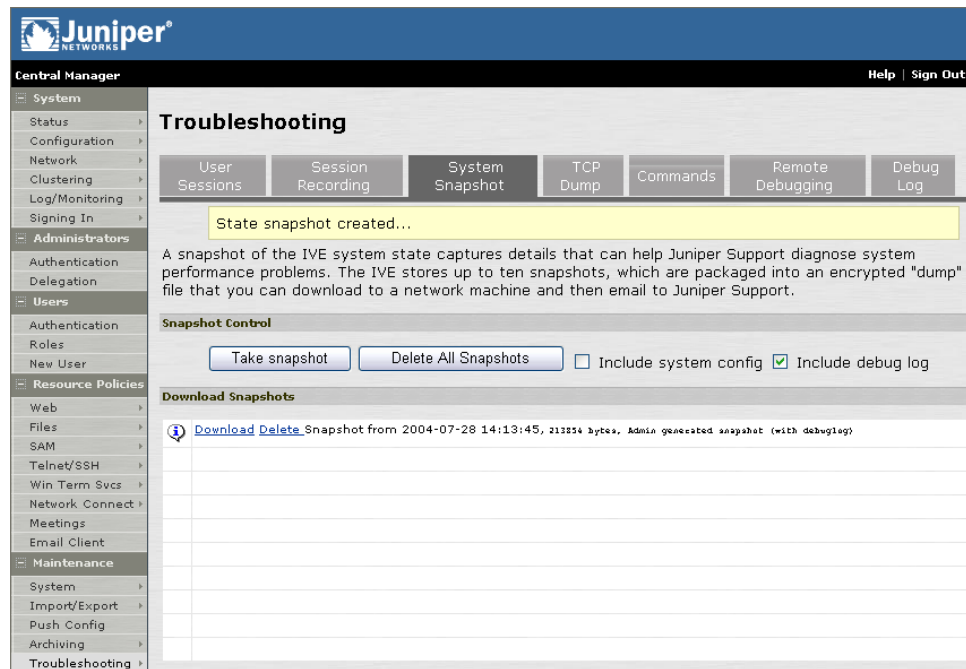 Juniper®
NETWORKS
Central Manager
Help | Sign Out
System
Status
Configuration
Network
Clustering
Log/Monitoring
Signing In
Administrators
Authentication
Delegation
Users
Authentication
Roles
New User
Resource Policies
Web
Files
SAM
Telnet/SSH
Win Term Svcs
Network Connect
Meetings
Email Client
Maintenance
System
Import/Export
Push Config
Archiving
Troubleshooting
Troubleshooting
User Sessions
Session Recording
System Snapshot
TCP Dump
Commands
Remote Debugging
Debug Log
State snapshot created...
A snapshot of the IVE system state captures details that can help Juniper Support diagnose system
performance problems. The IVE stores up to ten snapshots, which are packaged into an encrypted "dump"
file that you can download to a network machine and then email to Juniper Support.
Snapshot Control
Take snapshot
Delete All Snapshots
Include system config
Include debug log
Download Snapshots
Download Delete Snapshot from 2004-07-28 14:13:45, 213854 bytes, Admin generated snapshot (with debuglog)